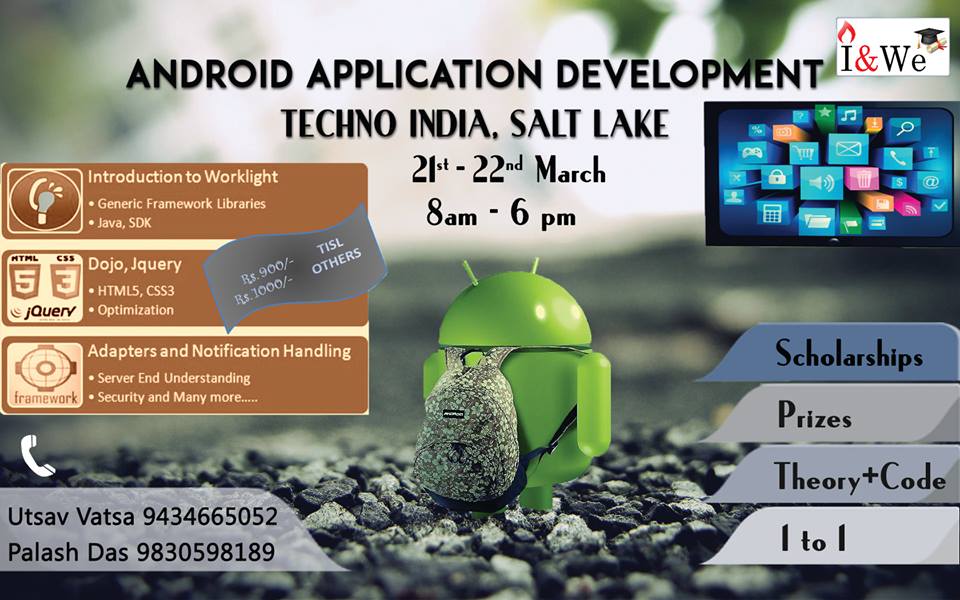 I&We
ANDROID APPLICATION DEVELOPMENT
TECHNO INDIA, SALT LAKE
21st - 22nd March
8am - 6 pm
Introduction to Worklight
• Generic Framework Libraries
• Java, SDK
HTML CSS
5 3
jQuery
Dojo, Jquery
• HTML5, CSS3
• Optimization
Rs.900/- TISL
Rs.1000/- OTHERS
framework
Adapters and Notification Handling
• Server End Understanding
• Security and Many more.....
Scholarships
Prizes
Theory+Code
1 to 1
Utsav Vatsa 9434665052
Palash Das 9830598189